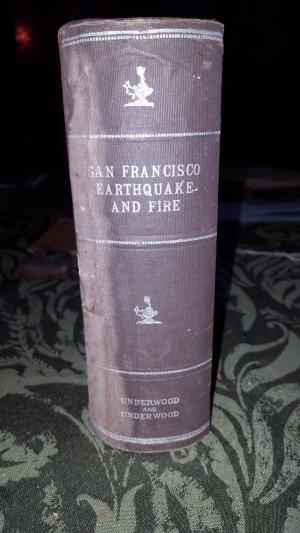 SAN FRANCISCO
EARTHQUAKE
AND FIRE
UNDERWOOD
AND
UNDERWOOD